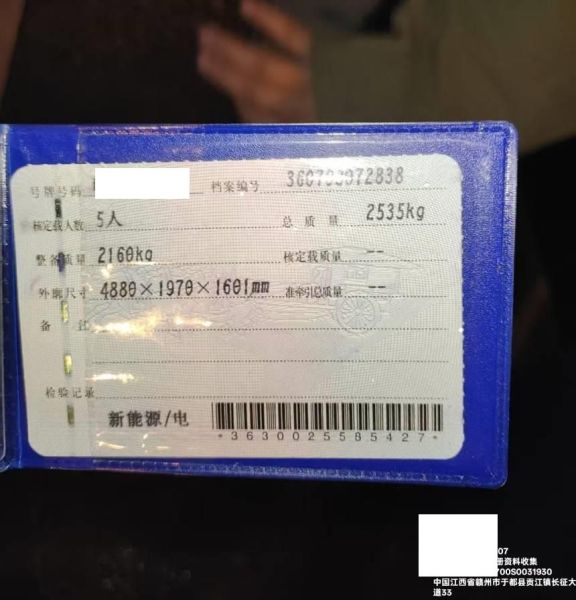 号牌号码 档案编号 360703072838
核定载人数 5人 总质量 2535kg
整备质量 2160kg 核定载质量 --
外廓尺寸 4880×1970×1601mm 准牵引总质量 --
备注
检验记录
新能源/电
*3630025585427*
07
册资料收集
700S0031930
中国江西省赣州市于都县贡江镇长征大
道33